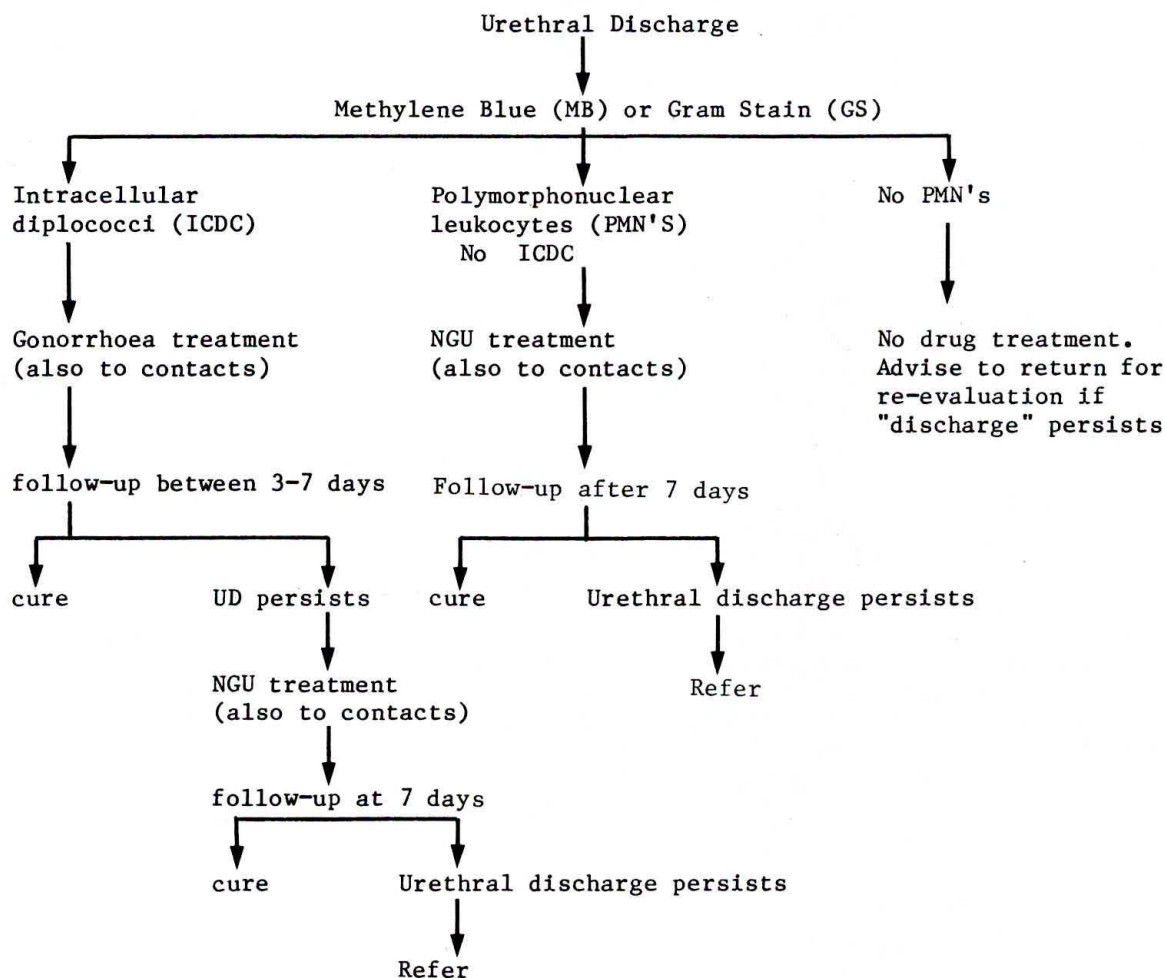 Urethral Discharge
Methylene Blue (MB) or Gram Stain (GS)
Intracellular
diplococci (ICDC)
Polymorphonuclear
leukocytes (PMN'S)
No ICDC
No PMN's
Gonorrhoea treatment
(also to contacts)
NGU treatment
(also to contacts)
No drug treatment.
Advise to return for
re-evaluation if
"discharge" persists
follow-up between 3-7 days
Follow-up after 7 days
cure
UD persists
cure
Urethral discharge persists
NGU treatment
(also to contacts)
Refer
follow-up at 7 days
cure
Urethral discharge persists
Refer